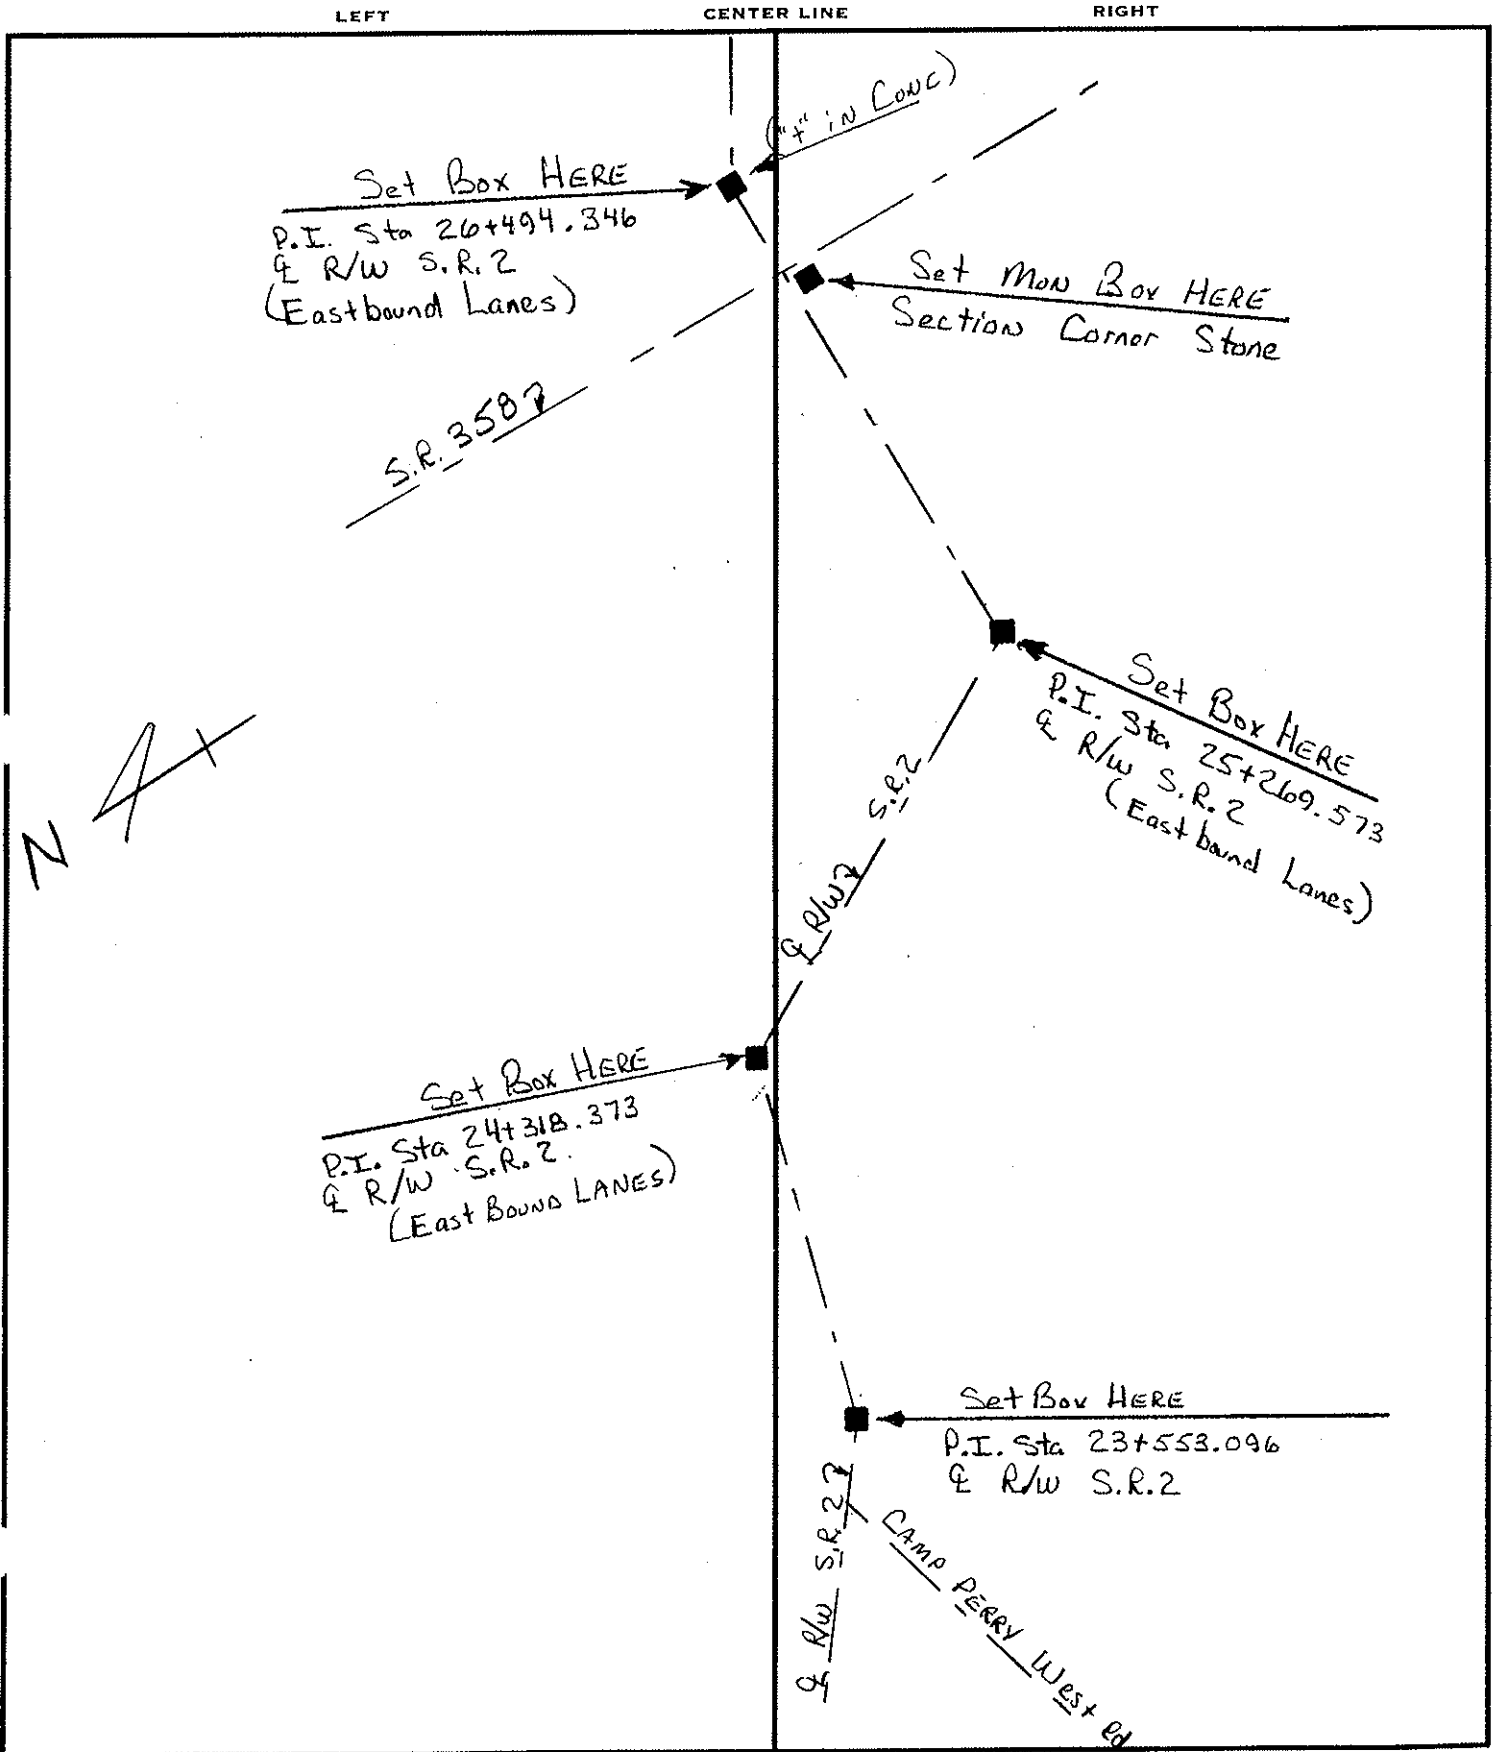 LEFT CENTER LINE RIGHT
("+" in Conc)
Set Box HERE
P.I. Sta 26+494.346
℄ R/W S.R. 2
(Eastbound Lanes)
Set Mon Box HERE
Section Corner Stone
S.R. 358
Set Box HERE
P.I. Sta 25+269.573
℄ R/W S.R. 2
(Eastbound Lanes)
N
℄ R/W S.R. 2
Set Box HERE
P.I. Sta 24+318.373
℄ R/W S.R. 2.
(East BOUND LANES)
Set Box HERE
P.I. Sta 23+553.096
℄ R/W S.R.2
℄ R/W S.R. 2
CAMP PERRY West Rd